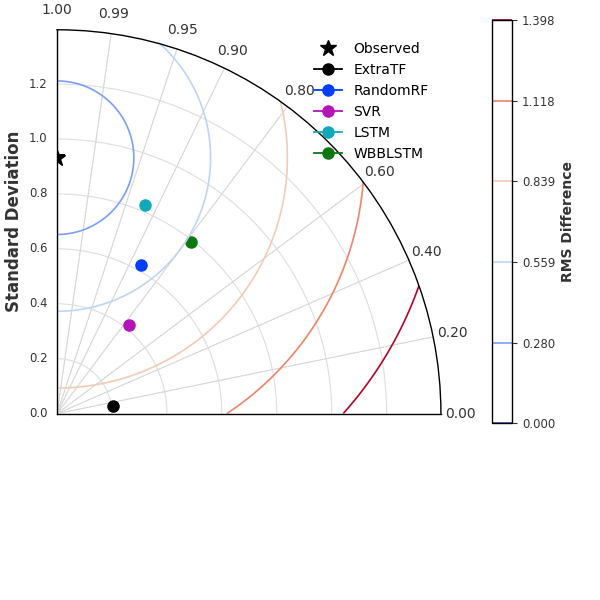 1.00
0.99
0.95
0.90
0.80
0.60
0.40
0.20
0.00
1.2
1.0
0.8
0.6
0.4
0.2
0.0
Standard Deviation
Observed
ExtraTF
RandomRF
SVR
LSTM
WBBLSTM
1.398
1.118
0.839
0.559
0.280
0.000
RMS Difference